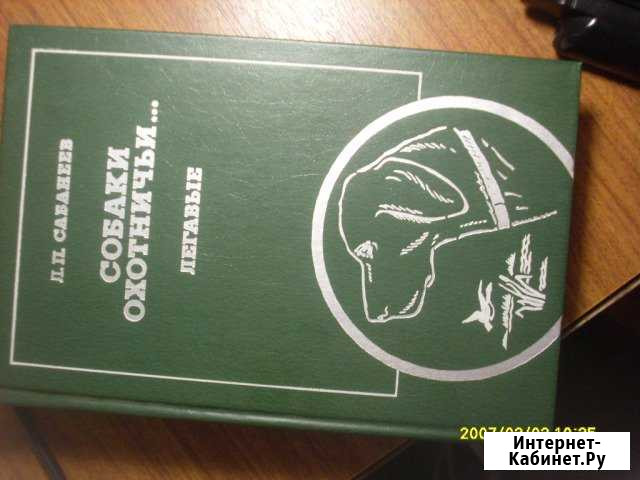 Л.П. САБАНЕЕВ
СОБАКИ
ОХОТНИЧЬИ...
ЛЕГАВЫЕ
Интернет-
Кабинет.Ру